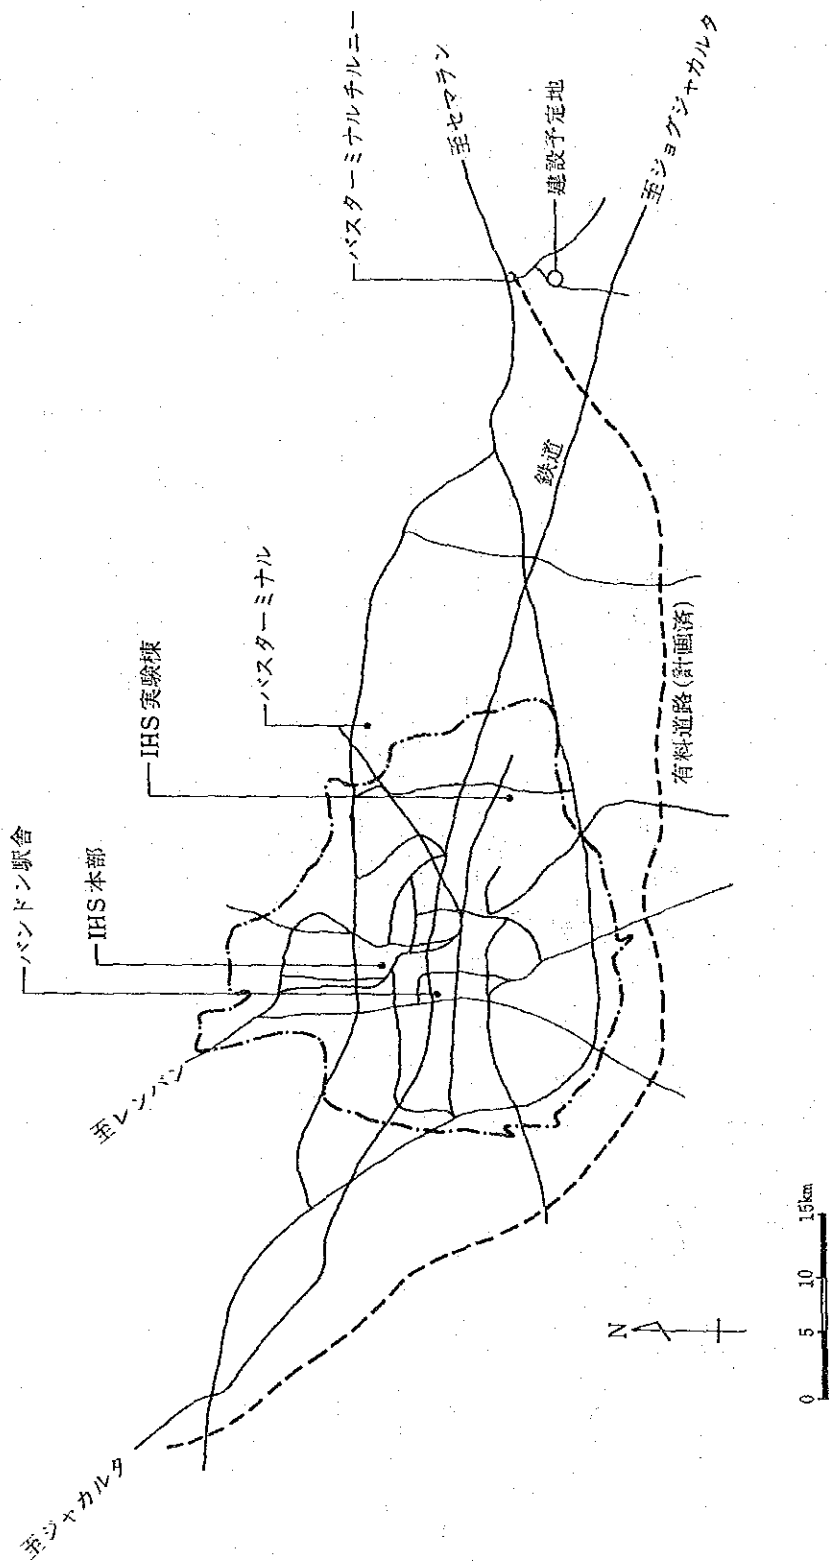 至ジャカルタ
至レンバン
バンドン駅舎
IHS本部
IHS実験棟
バスターミナル
バスターミナルチルニー
至セマラン
建設予定地
至ジョグジャカルタ
鉄道
有料道路(計画済)
N
0 5 10 15km